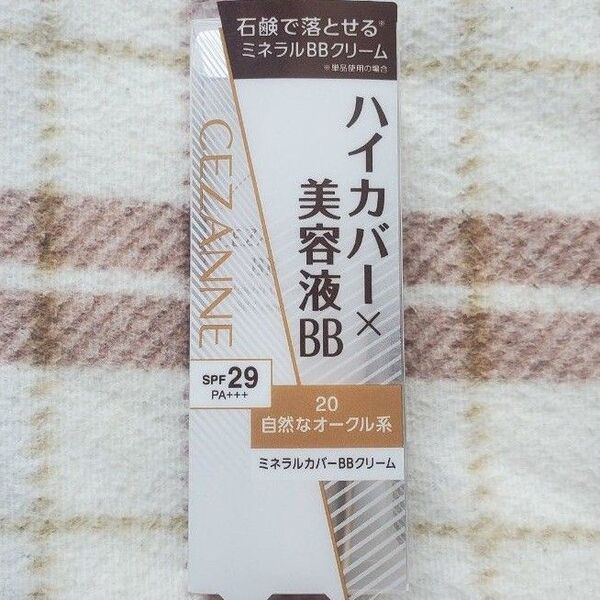 石鹸で落とせる※
ミネラルBBクリーム
※単品使用の場合
ハイカバー×
美容液BB
CEZANNE
SPF29
PA+++
20
自然なオークル系
ミネラルカバーBBクリーム